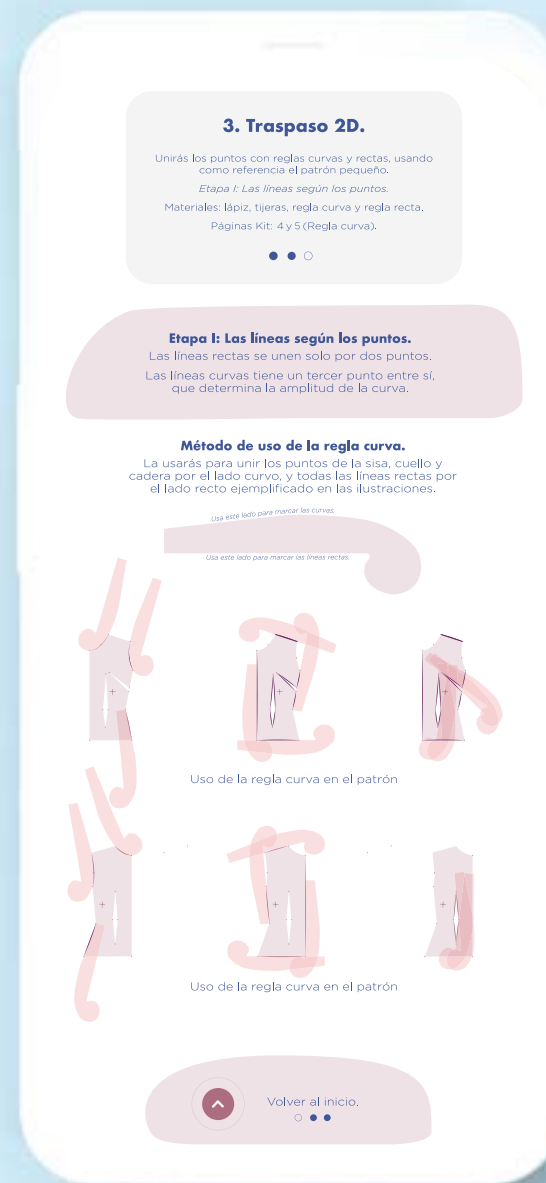 3. Traspaso 2D.
Unirás los puntos con reglas curvas y rectas, usando
como referencia el patrón pequeño.
Etapa I: Las líneas según los puntos.
Materiales: lápiz, tijeras, regla curva y regla recta.
Páginas Kit: 4 y 5 (Regla curva).
Etapa I: Las líneas según los puntos.
Las líneas rectas se unen solo por dos puntos.
Las líneas curvas tiene un tercer punto entre sí,
que determina la amplitud de la curva.
Método de uso de la regla curva.
La usarás para unir los puntos de la sisa, cuello y
cadera por el lado curvo, y todas las líneas rectas por
el lado recto ejemplificado en las ilustraciones.
Usa este lado para marcar las curvas.
Usa este lado para marcar las líneas rectas.
Uso de la regla curva en el patrón
Uso de la regla curva en el patrón
Volver al inicio.